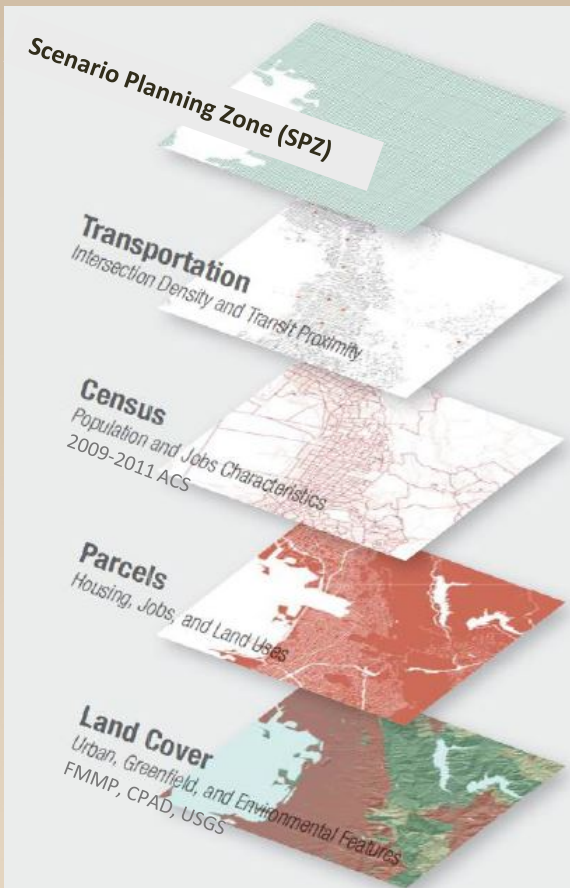 Scenario Planning Zone (SPZ)
Transportation
Intersection Density and Transit Proximity
Census
Population and Jobs Characteristics
2009-2011 ACS
Parcels
Housing, Jobs, and Land Uses
Land Cover
Urban, Greenfield, and Environmental Features
FMMP, CPAD, USGS